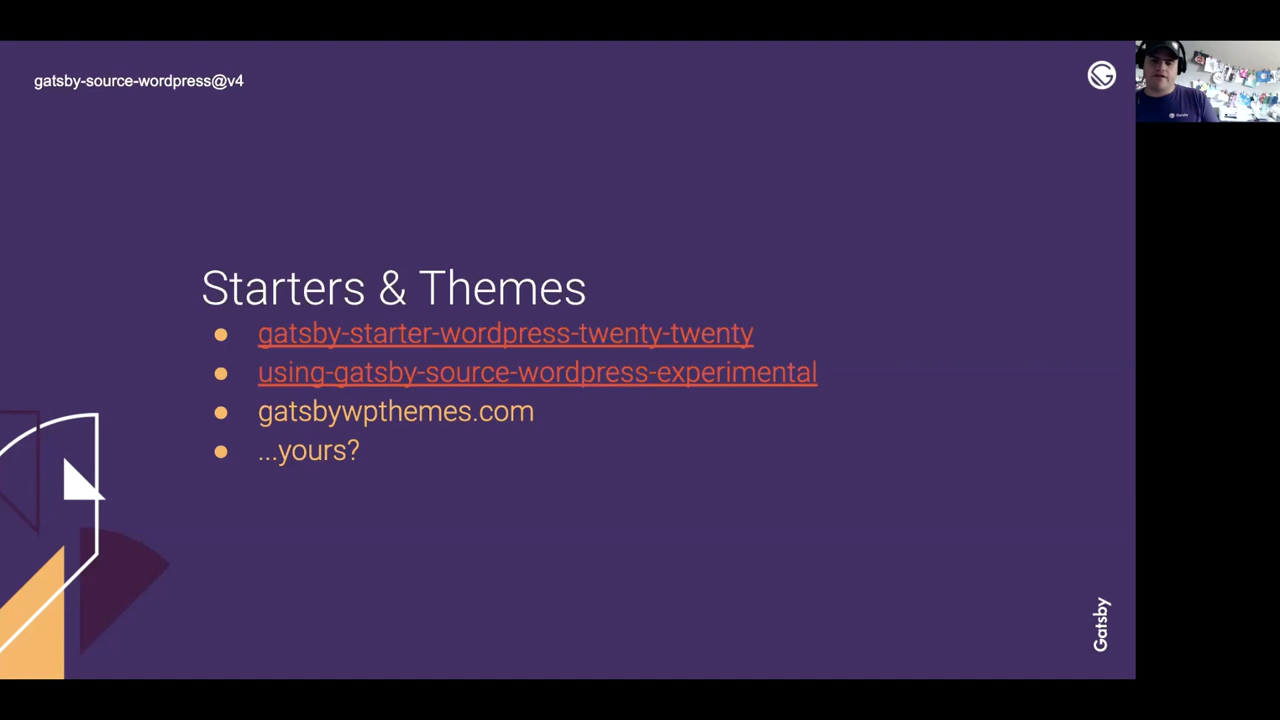 gatsby-source-wordpress@v4
Starters & Themes
gatsby-starter-wordpress-twenty-twenty
using-gatsby-source-wordpress-experimental
gatsbywpthemes.com
...yours?
Gatsby